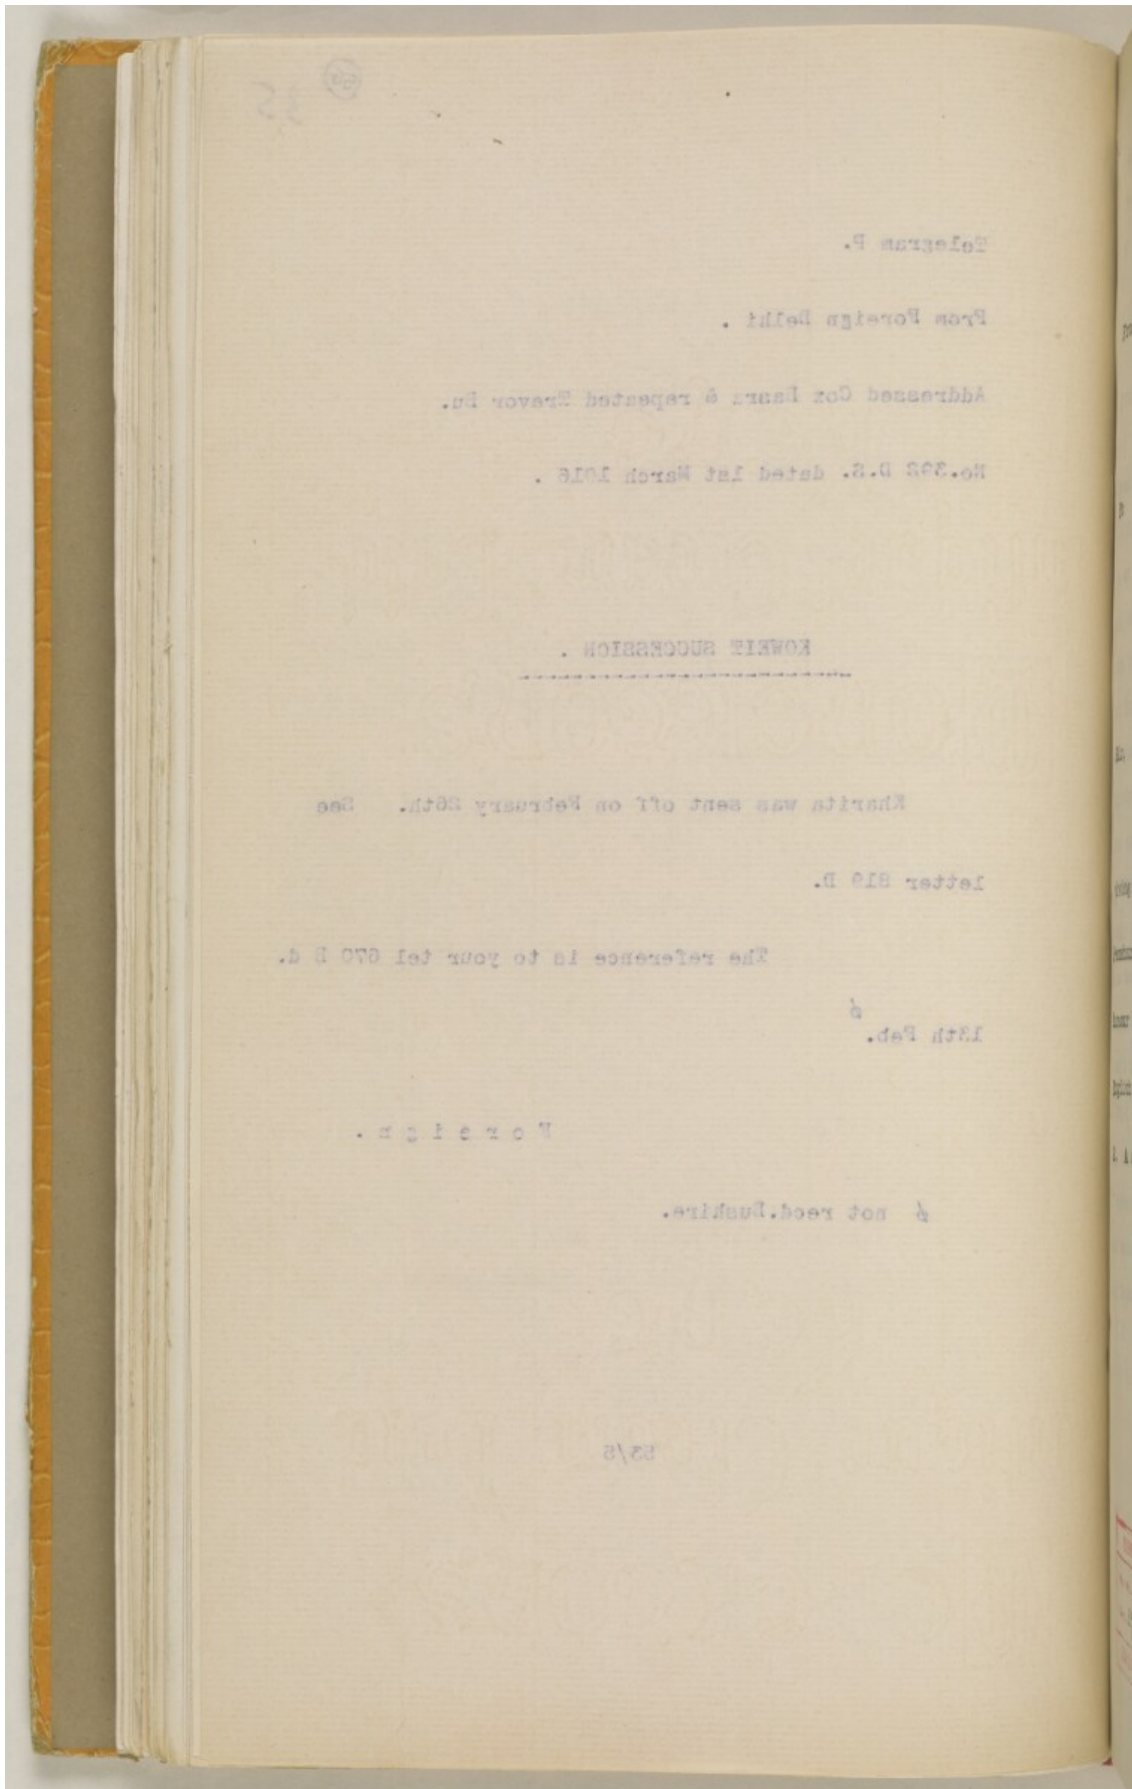 Telegram P.
From Foreign Delhi .
Addressed Cox Basra & repeated Trevor Bu.
No.392 D.S. dated 1st March 1916 .
KOWEIT SUCCESSION .
Kharita was sent off on February 26th. See
letter 819 D.
The reference is to your tel 670 B d.
ø
13th Feb.
F o r e i g n .
ø not recd.Bushire.
53/6